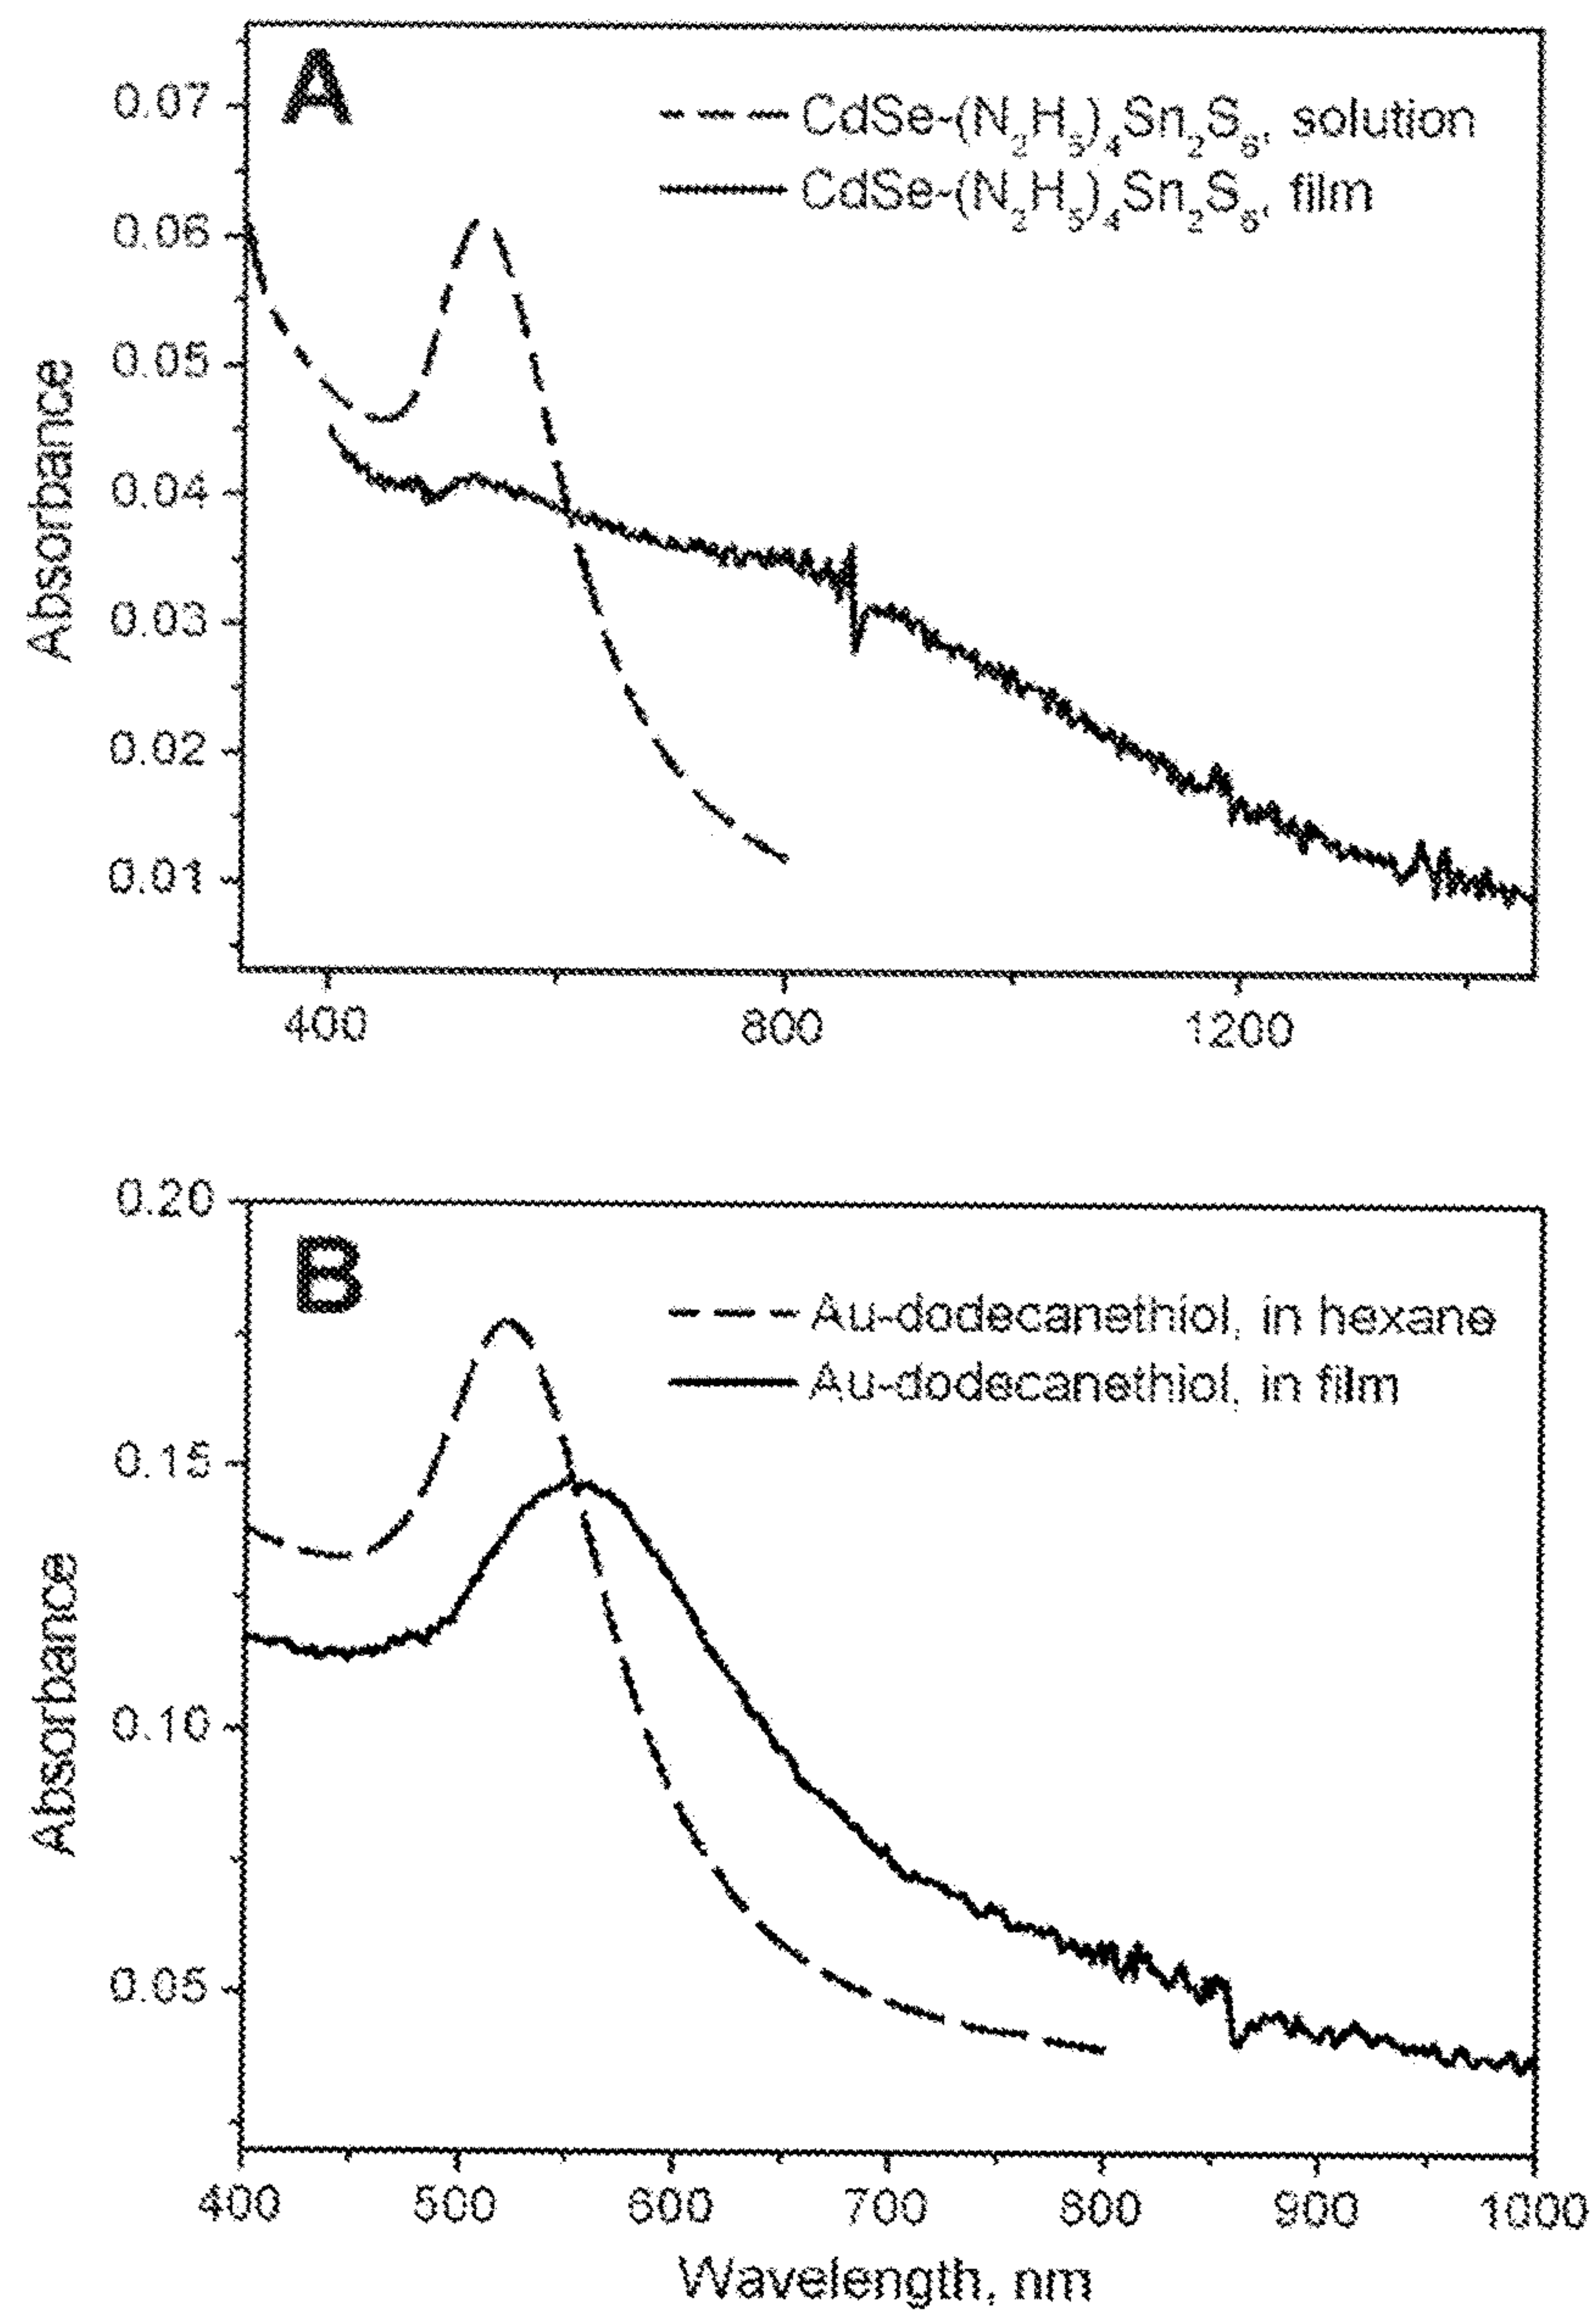 A
CdSe-(N2H5)4Sn2S6, solution
CdSe-(N2H5)4Sn2S6, film
0.07
0.06
0.05
0.04
0.03
0.02
0.01
Absorbance
400 800 1200
B
Au-dodecanethiol, in hexane
Au-dodecanethiol, in film
0.20
0.15
0.10
0.05
Absorbance
400 500 600 700 800 900 1000
Wavelength, nm